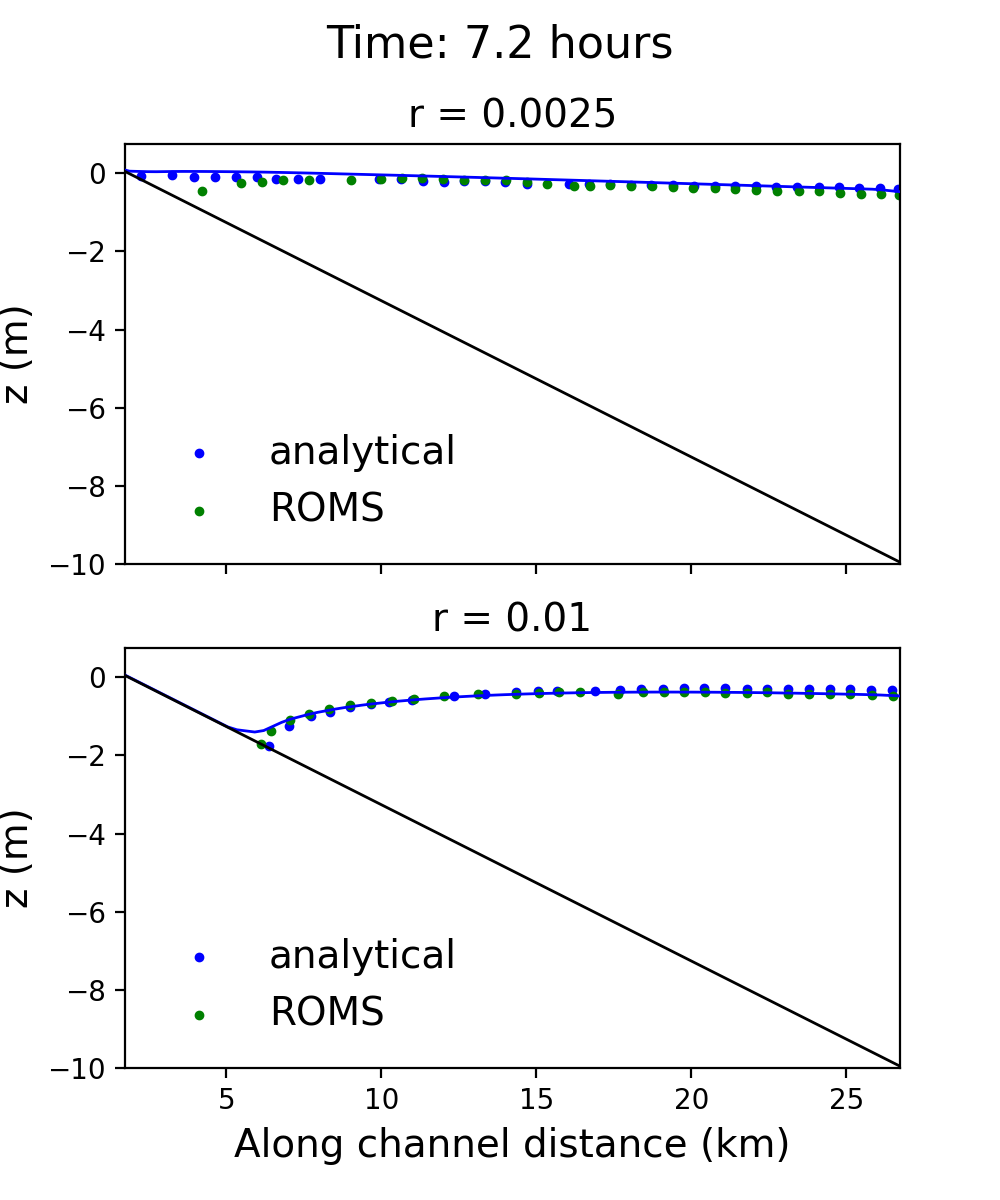 Time: 7.2 hours
r = 0.0025
0
−2
−4
−6
−8
−10
z (m)
analytical
ROMS
r = 0.01
0
−2
−4
−6
−8
−10
z (m)
analytical
ROMS
5 10 15 20 25
Along channel distance (km)